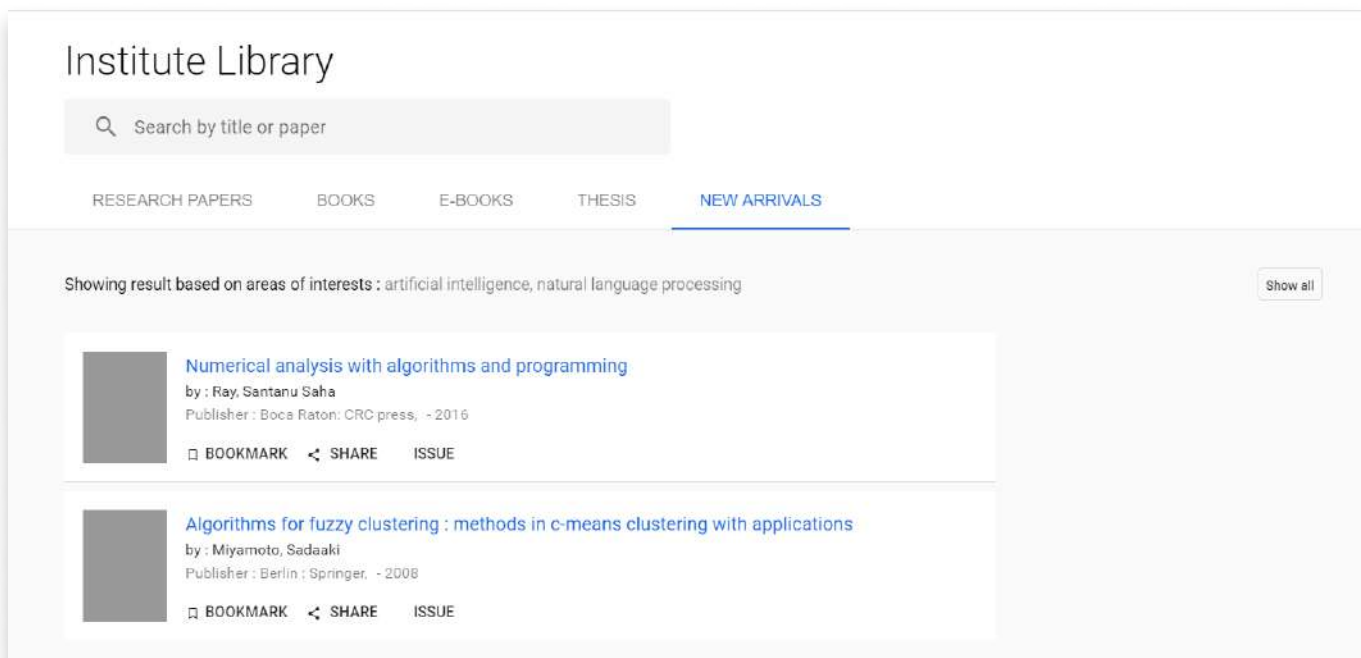 Institute Library
Search by title or paper
RESEARCH PAPERS BOOKS E-BOOKS THESIS NEW ARRIVALS
Showing result based on areas of interests : artificial intelligence, natural language processing Show all
Numerical analysis with algorithms and programming
by : Ray, Santanu Saha
Publisher : Boca Raton: CRC press, - 2016
BOOKMARK SHARE ISSUE
Algorithms for fuzzy clustering : methods in c-means clustering with applications
by : Miyamoto, Sadaaki
Publisher : Berlin : Springer, - 2008
BOOKMARK SHARE ISSUE